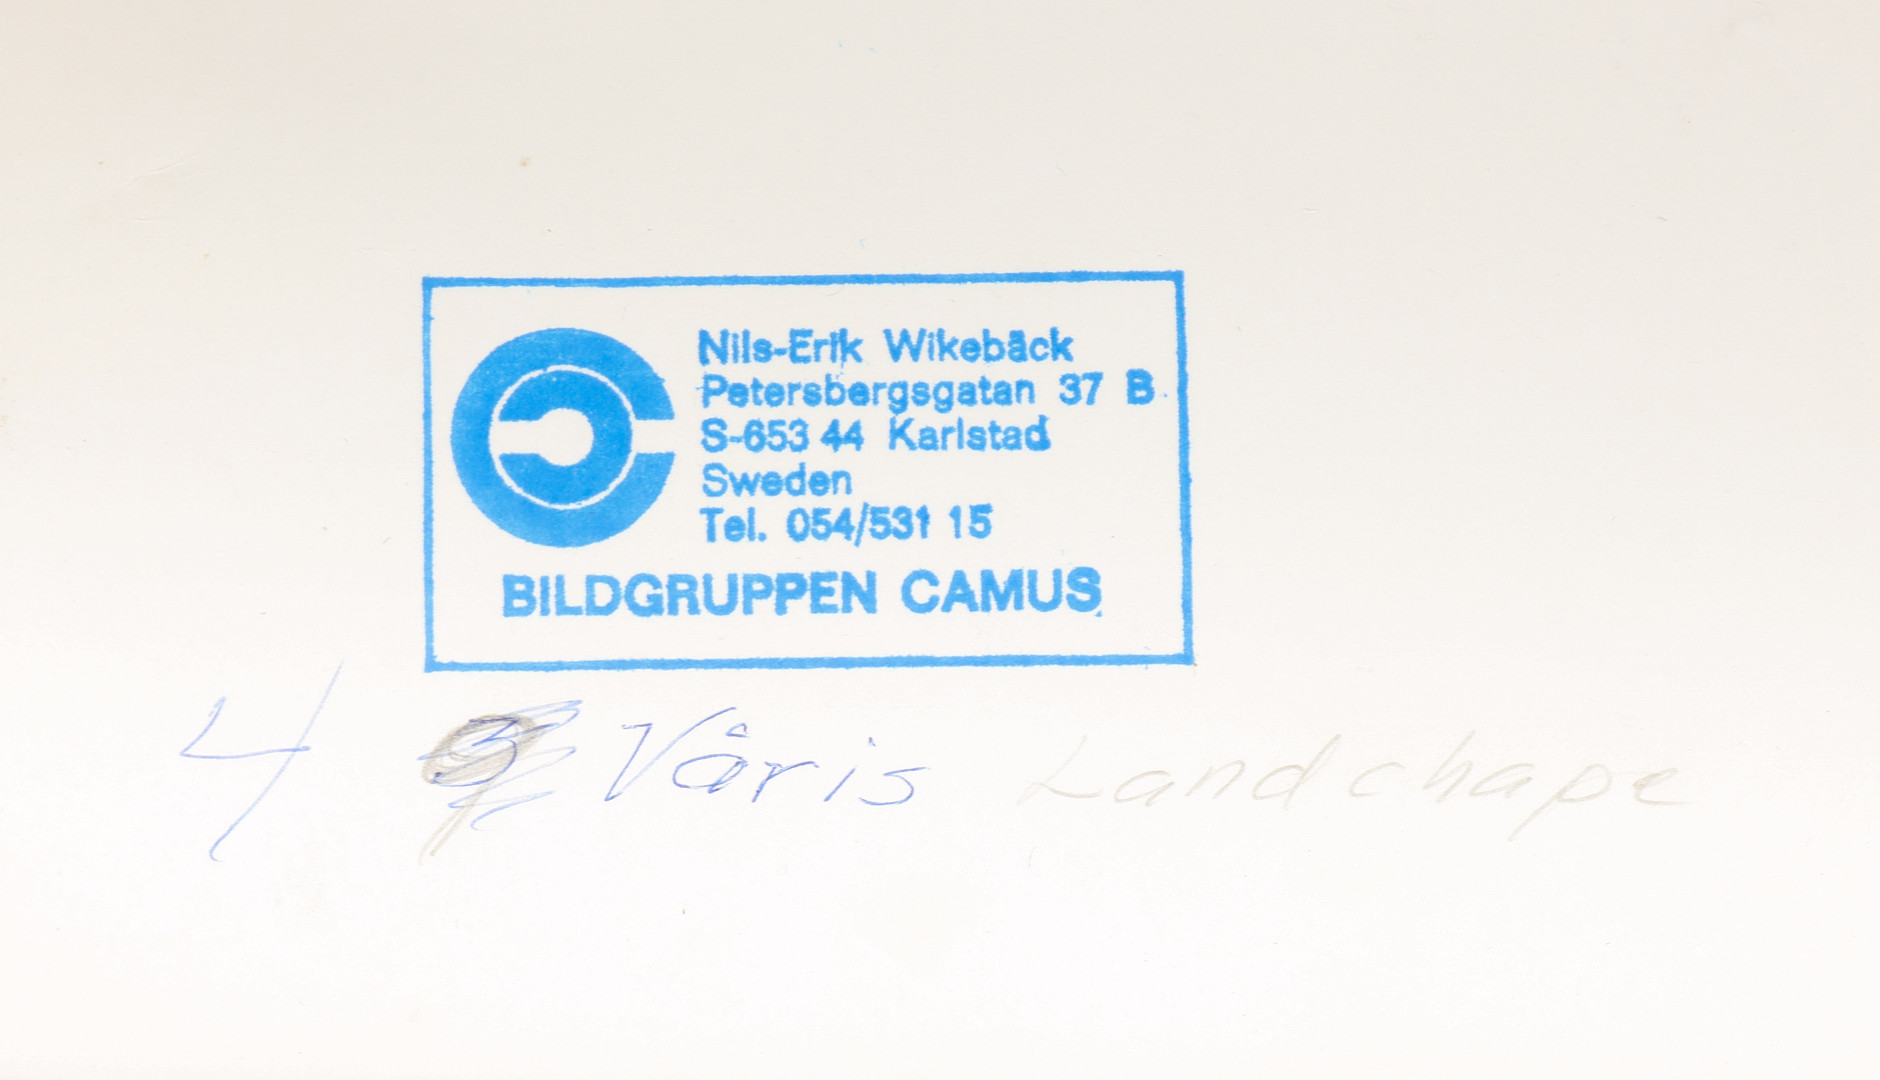 Nils-Erik Wikebäck
Petersbergsgatan 37 B
S-653 44 Karlstad
Sweden
Tel. 054/531 15
BILDGRUPPEN CAMUS
4 Våris Landchape